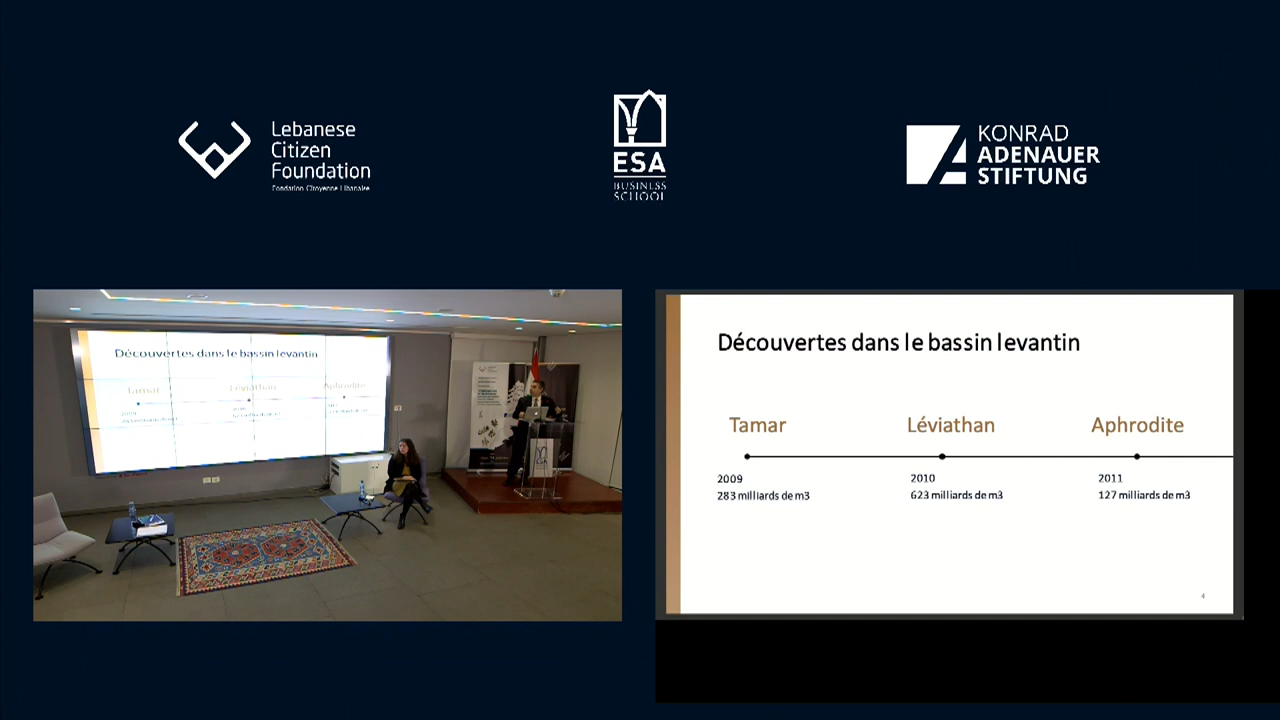 Lebanese
Citizen
Foundation
Fondation Citoyenne Libanaise
ESA
BUSINESS
SCHOOL
KONRAD
ADENAUER
STIFTUNG
Découvertes dans le bassin levantin
Tamar
Léviathan
Aphrodite
2009
ESA
Découvertes dans le bassin levantin
Tamar
Léviathan
Aphrodite
2009
283 milliards de m3
2010
623 milliards de m3
2011
127 milliards de m3
4